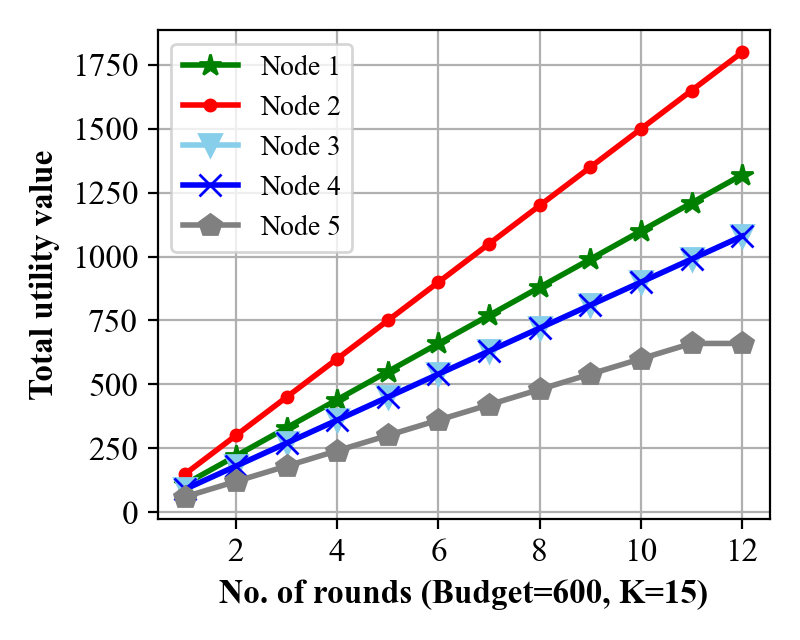 Total utility value
1750
1500
1250
1000
750
500
250
0
Node 1
Node 2
Node 3
Node 4
Node 5
2 4 6 8 10 12
No. of rounds (Budget=600, K=15)